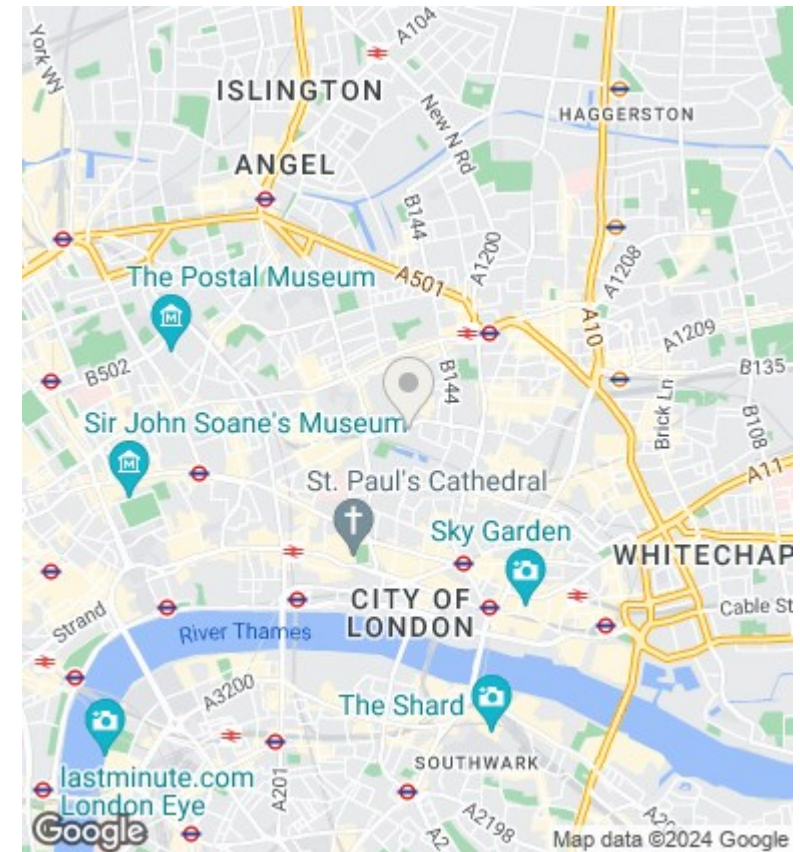 York Wy
A104
ISLINGTON
New N Rd
HAGGERSTON
ANGEL
B144
A1200
A1208
The Postal Museum
A501
A10
A1209
B502
B144
B135
Brick Ln
B108
Sir John Soane's Museum
A11
St. Paul's Cathedral
Sky Garden
WHITECHAP
CITY OF
LONDON
Cable St
Strand
River Thames
A3200
The Shard
SOUTHWARK
lastminute.com
London Eye
A201
A2198
A2
Google
Map data ©2024 Google